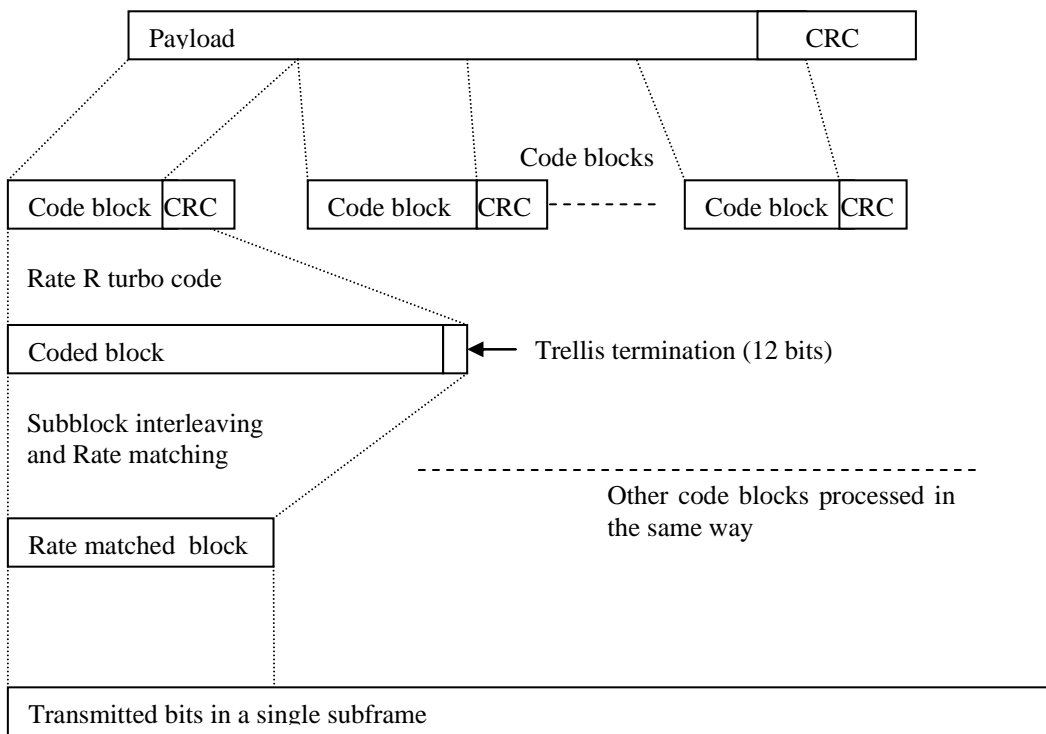 Payload CRC
Code blocks
Code block CRC Code block CRC Code block CRC
Rate R turbo code
Coded block Trellis termination (12 bits)
Subblock interleaving
and Rate matching
Other code blocks processed in
the same way
Rate matched block
Transmitted bits in a single subframe